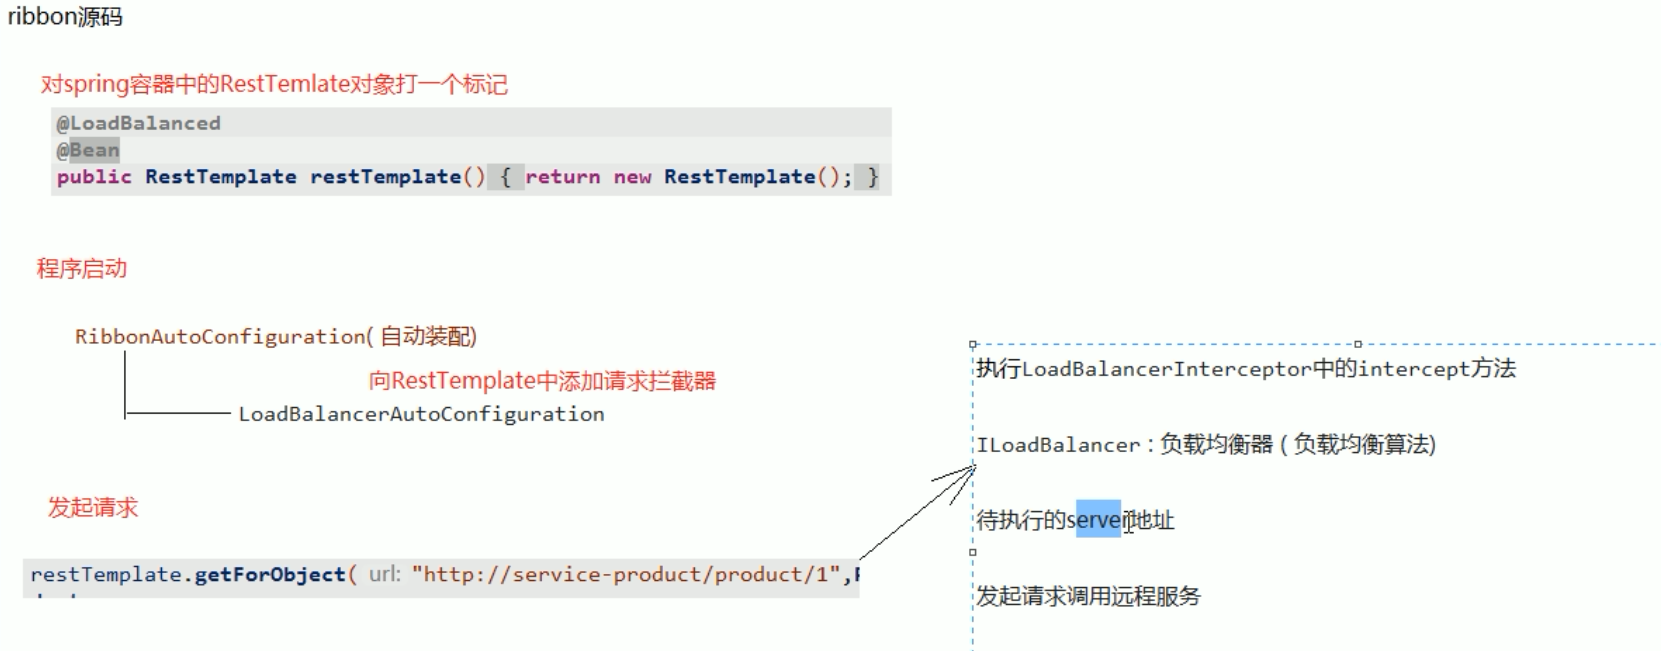 ribbon源码
对spring容器中的RestTemlate对象打一个标记
@LoadBalanced
@Bean
public RestTemplate restTemplate() { return new RestTemplate(); }
程序启动
RibbonAutoConfiguration( 自动装配)
向RestTemplate中添加请求拦截器
LoadBalancerAutoConfiguration
发起请求
restTemplate.getForObject( url: "http://service-product/product/1",
执行LoadBalancerInterceptor中的intercept方法
ILoadBalancer : 负载均衡器 ( 负载均衡算法)
待执行的server地址
发起请求调用远程服务